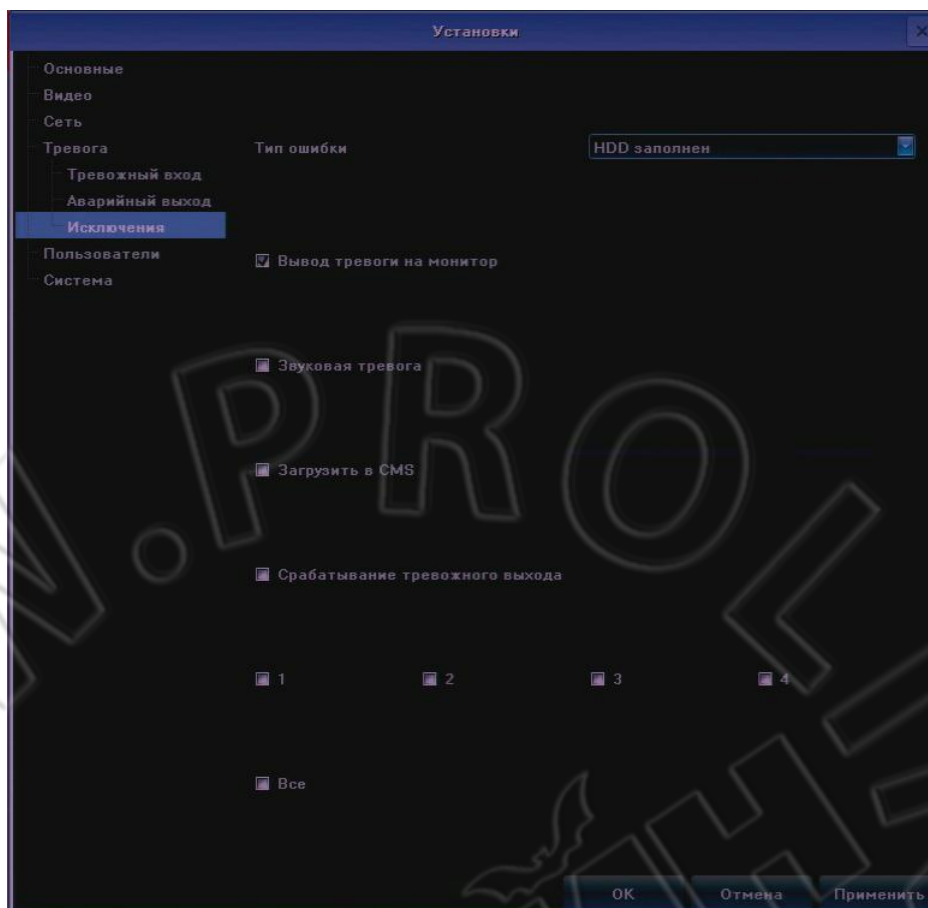 Установки
Основные
Видео
Сеть
Тревога
Тревожный вход
Аварийный выход
Исключения
Пользователи
Система
Тип ошибки HDD заполнен
Вывод тревоги на монитор
Звуковая тревога
Загрузить в CMS
Срабатывание тревожного выхода
1 2 3 4
Все
ОК Отмена Применить